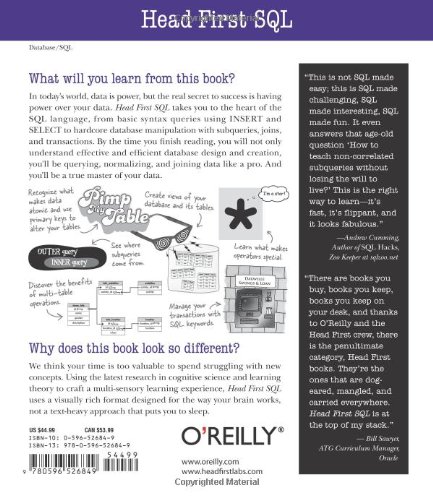 Head First SQL
Database/SQL
What will you learn from this book?
In today's world, data is power, but the real secret to success is having
power over your data. Head First SQL takes you to the heart of the
SQL language, from basic syntax queries using INSERT and
SELECT to hardcore database manipulation with subqueries, joins,
and transactions. By the time you finish reading, you will not only
understand effective and efficient database design and creation,
you'll be querying, normalizing, and joining data like a pro. And
you'll be a true master of your data.
Recognize what
makes data
atomic and use
primary keys to
alter your tables.
Pimp
my
Table
Create views of your
database and its tables.
I'm a star!
OUTER query
INNER query
See where
subqueries
come from
Learn what makes
operators special.
Discover the benefits
of multi-table
operations.
Manage your
transactions with
SQL keywords.
SAVINGS & LOAN
Why does this book look so different?
We think your time is too valuable to spend struggling with new
concepts. Using the latest research in cognitive science and learning
theory to craft a multi-sensory learning experience, Head First SQL
uses a visually rich format designed for the way your brain works,
not a text-heavy approach that puts you to sleep.
"This is not SQL made
easy; this is SQL made
challenging, SQL
made interesting, SQL
made fun. It even
answers that age-old
question 'How to
teach non-correlated
subqueries without
losing the will to
live?' This is the right
way to learn—it's
fast, it's flippant, and
it looks fabulous."
—Andrew Cumming,
Author of SQL Hacks,
Zoo Keeper at sqlzoo.net
"There are books you
buy, books you keep,
books you keep on
your desk, and thanks
to O'Reilly and the
Head First crew, there
is the penultimate
category, Head First
books. They're the
ones that are dog-
eared, mangled, and
carried everywhere.
Head First SQL is at
the top of my stack."
— Bill Sawyer,
ATG Curriculum Manager,
Oracle
US $44.99 CAN $53.99
ISBN-10: 0-596-52684-9
ISBN-13: 978-0-596-52684-9
54499
9 780596 526849
O'REILLY®
www.oreilly.com
www.headfirstlabs.com
Copyrighted Material